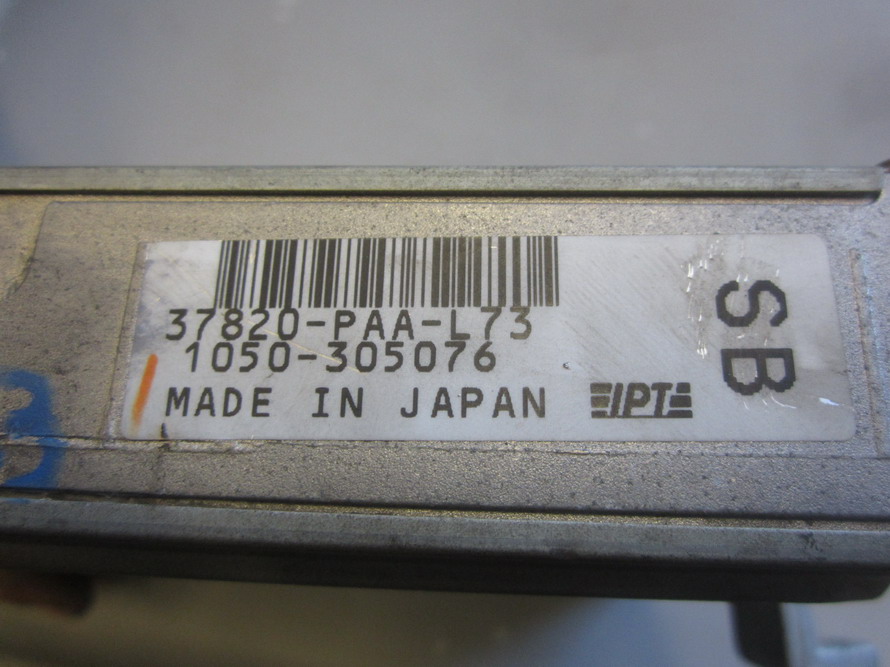 37820-PAA-L73
1050-305076
MADE IN JAPAN
IPT
SB